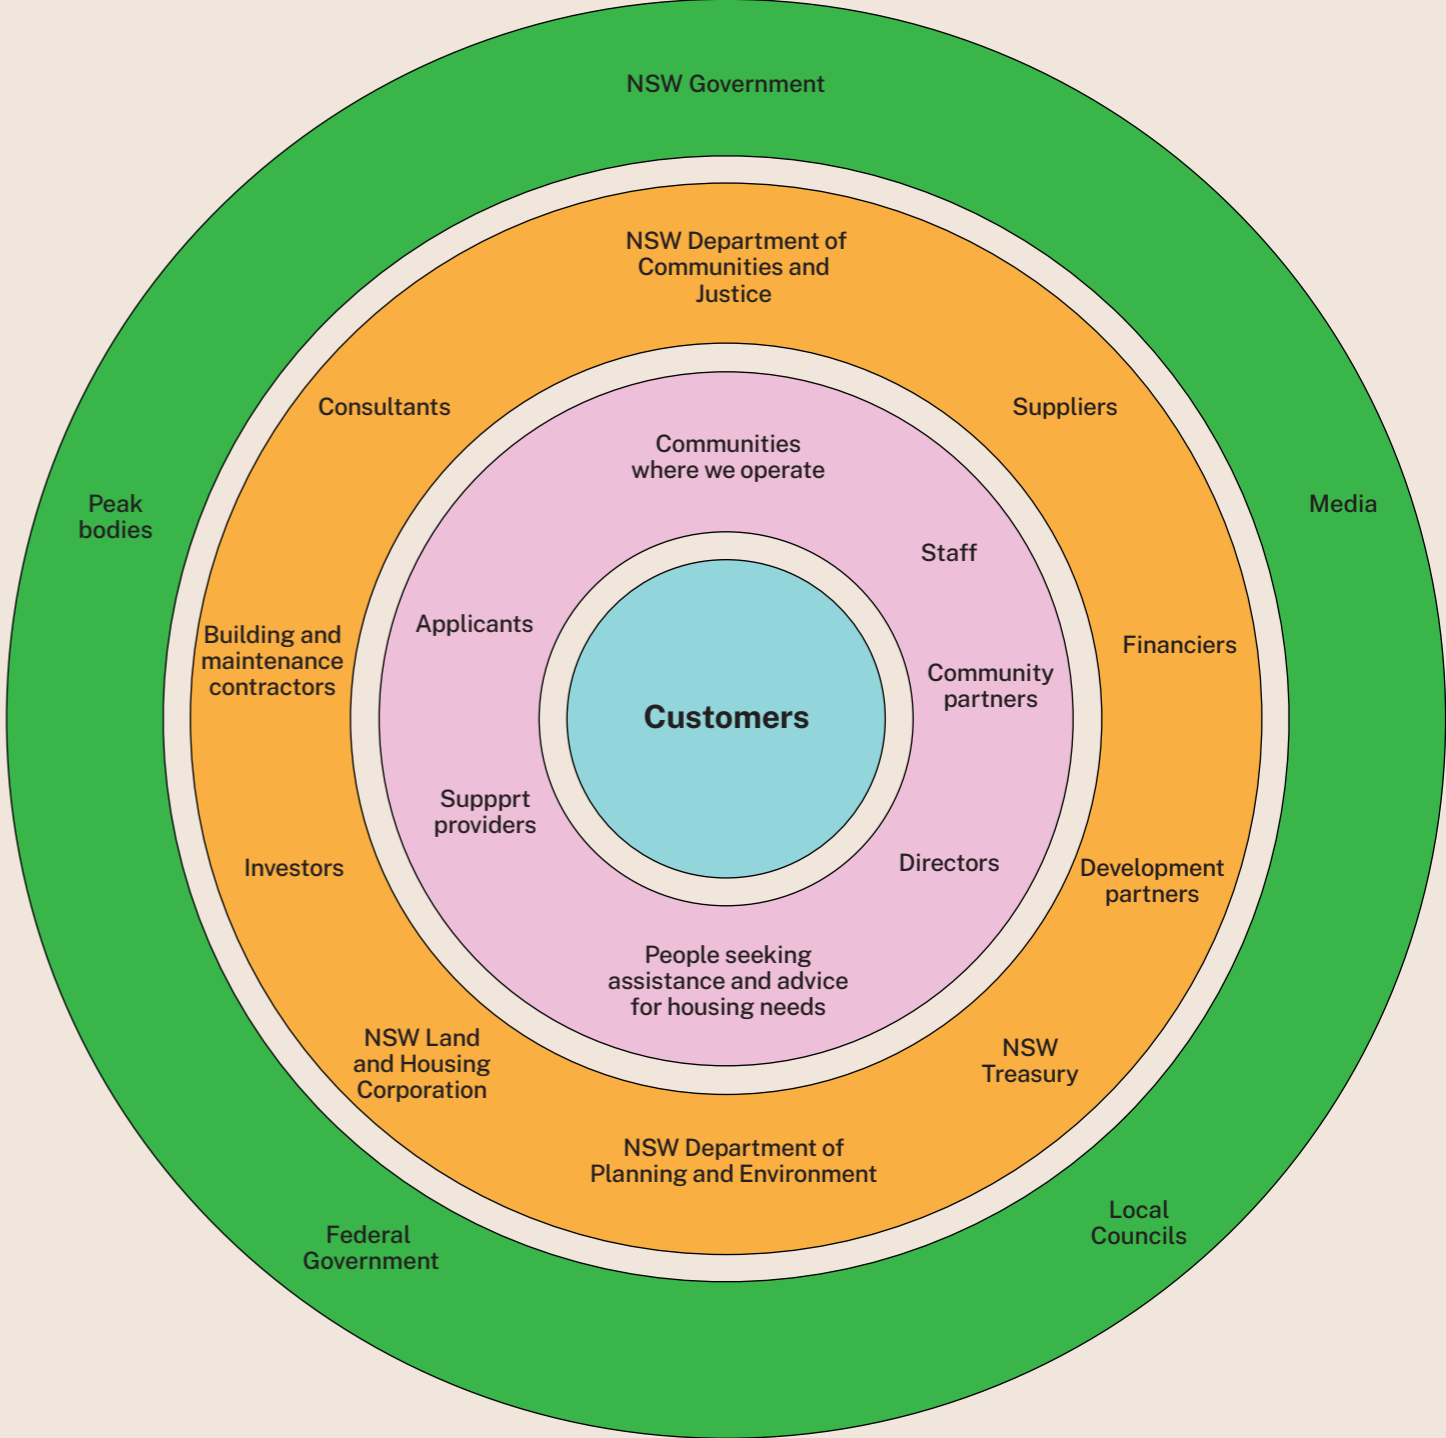 NSW Government
NSW Department of
Communities and
Justice
Consultants
Suppliers
Communities
where we operate
Peak
bodies
Media
Staff
Applicants
Building and
maintenance
contractors
Financiers
Community
partners
Customers
Suppprt
providers
Investors
Directors
Development
partners
People seeking
assistance and advice
for housing needs
NSW Land
and Housing
Corporation
NSW
Treasury
NSW Department of
Planning and Environment
Local
Councils
Federal
Government